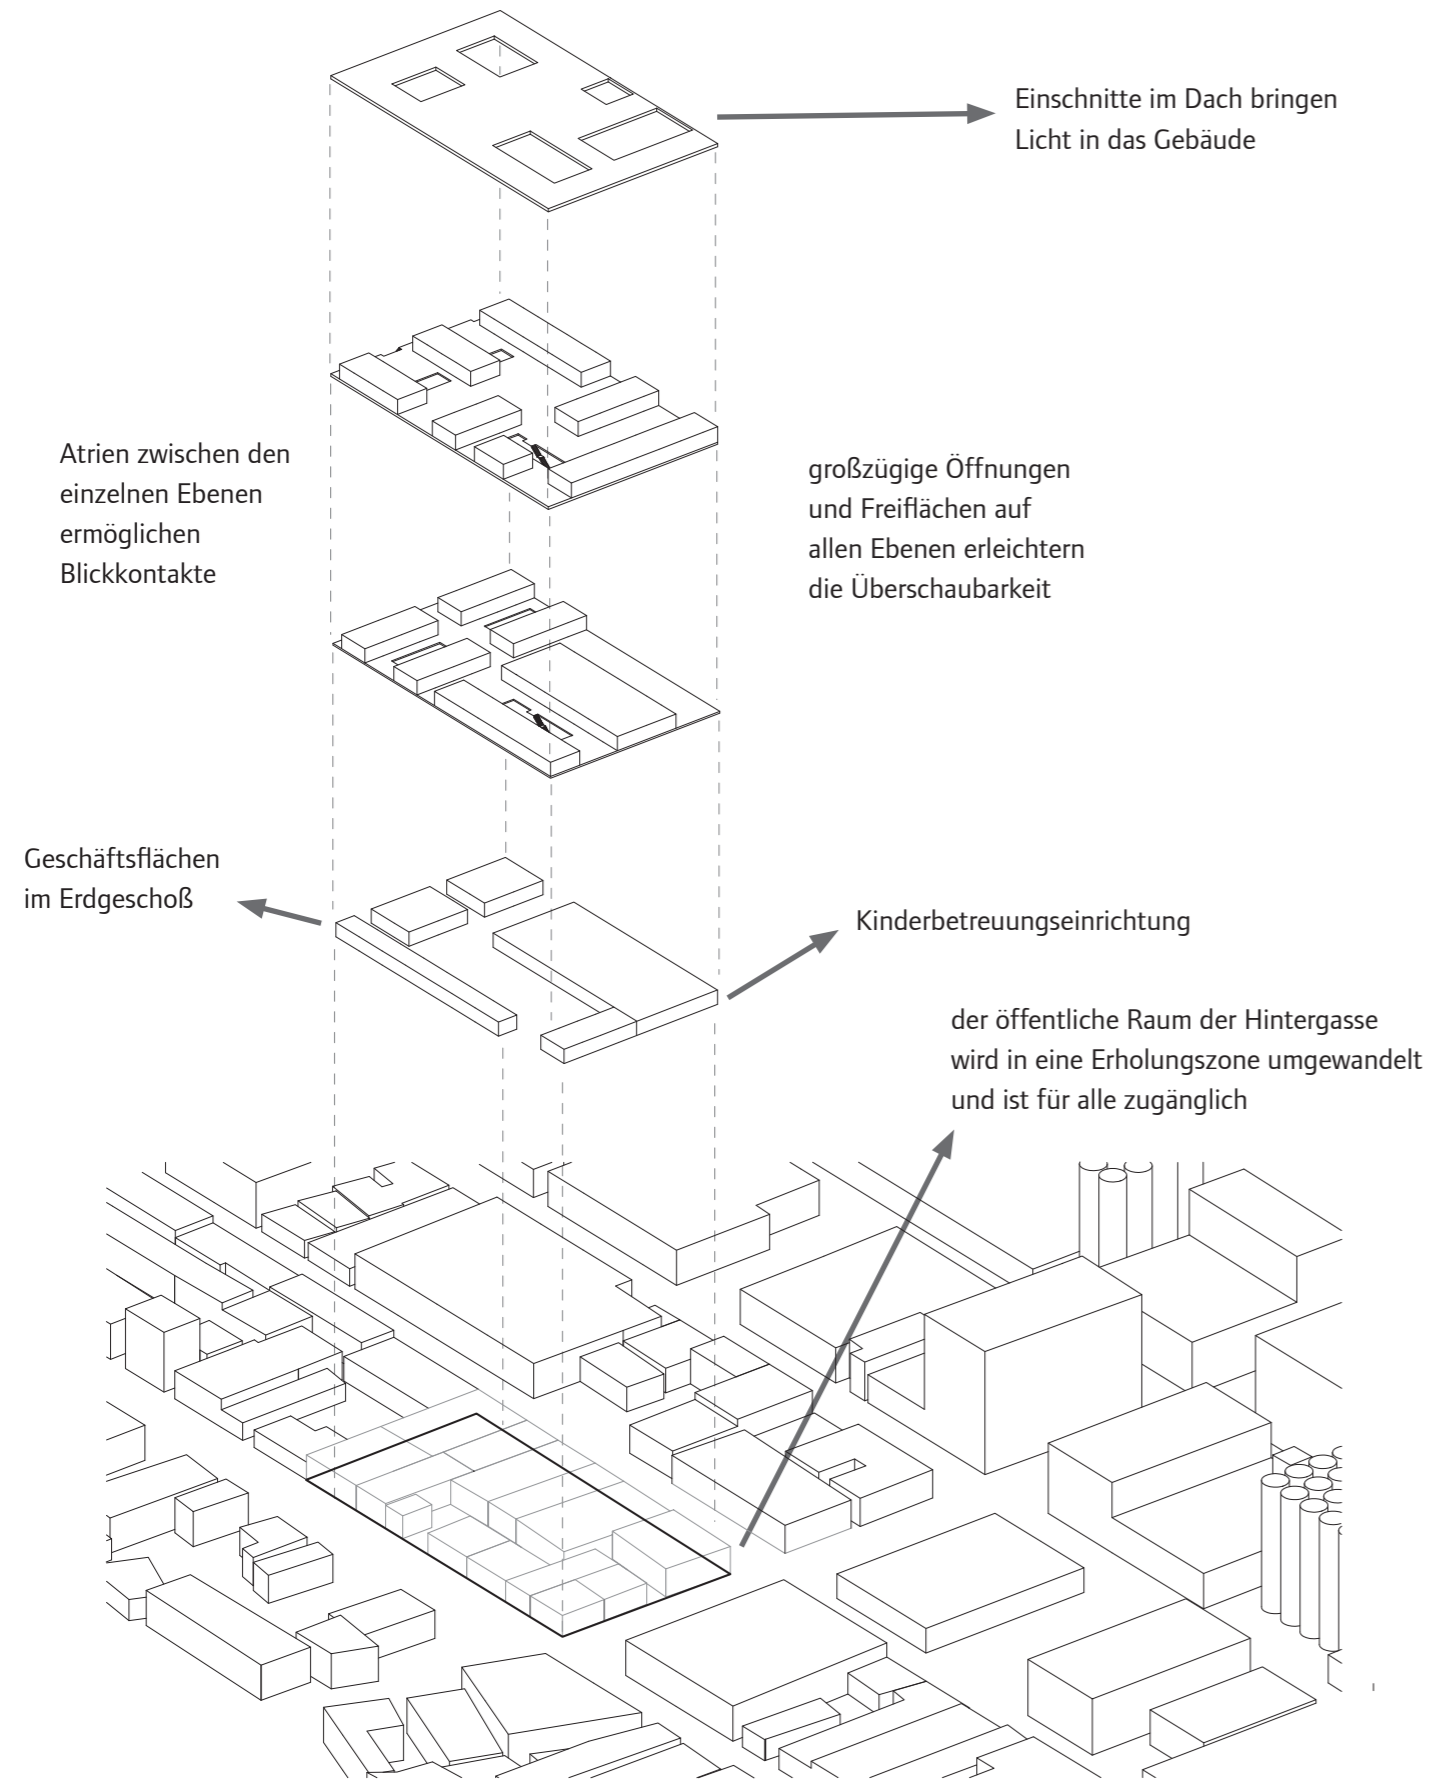 Einschnitte im Dach bringen
Licht in das Gebäude
Atrien zwischen den
einzelnen Ebenen
ermöglichen
Blickkontakte
großzügige Öffnungen
und Freiflächen auf
allen Ebenen erleichtern
die Überschaubarkeit
Geschäftsflächen
im Erdgeschoß
Kinderbetreuungseinrichtung
der öffentliche Raum der Hintergasse
wird in eine Erholungszone umgewandelt
und ist für alle zugänglich